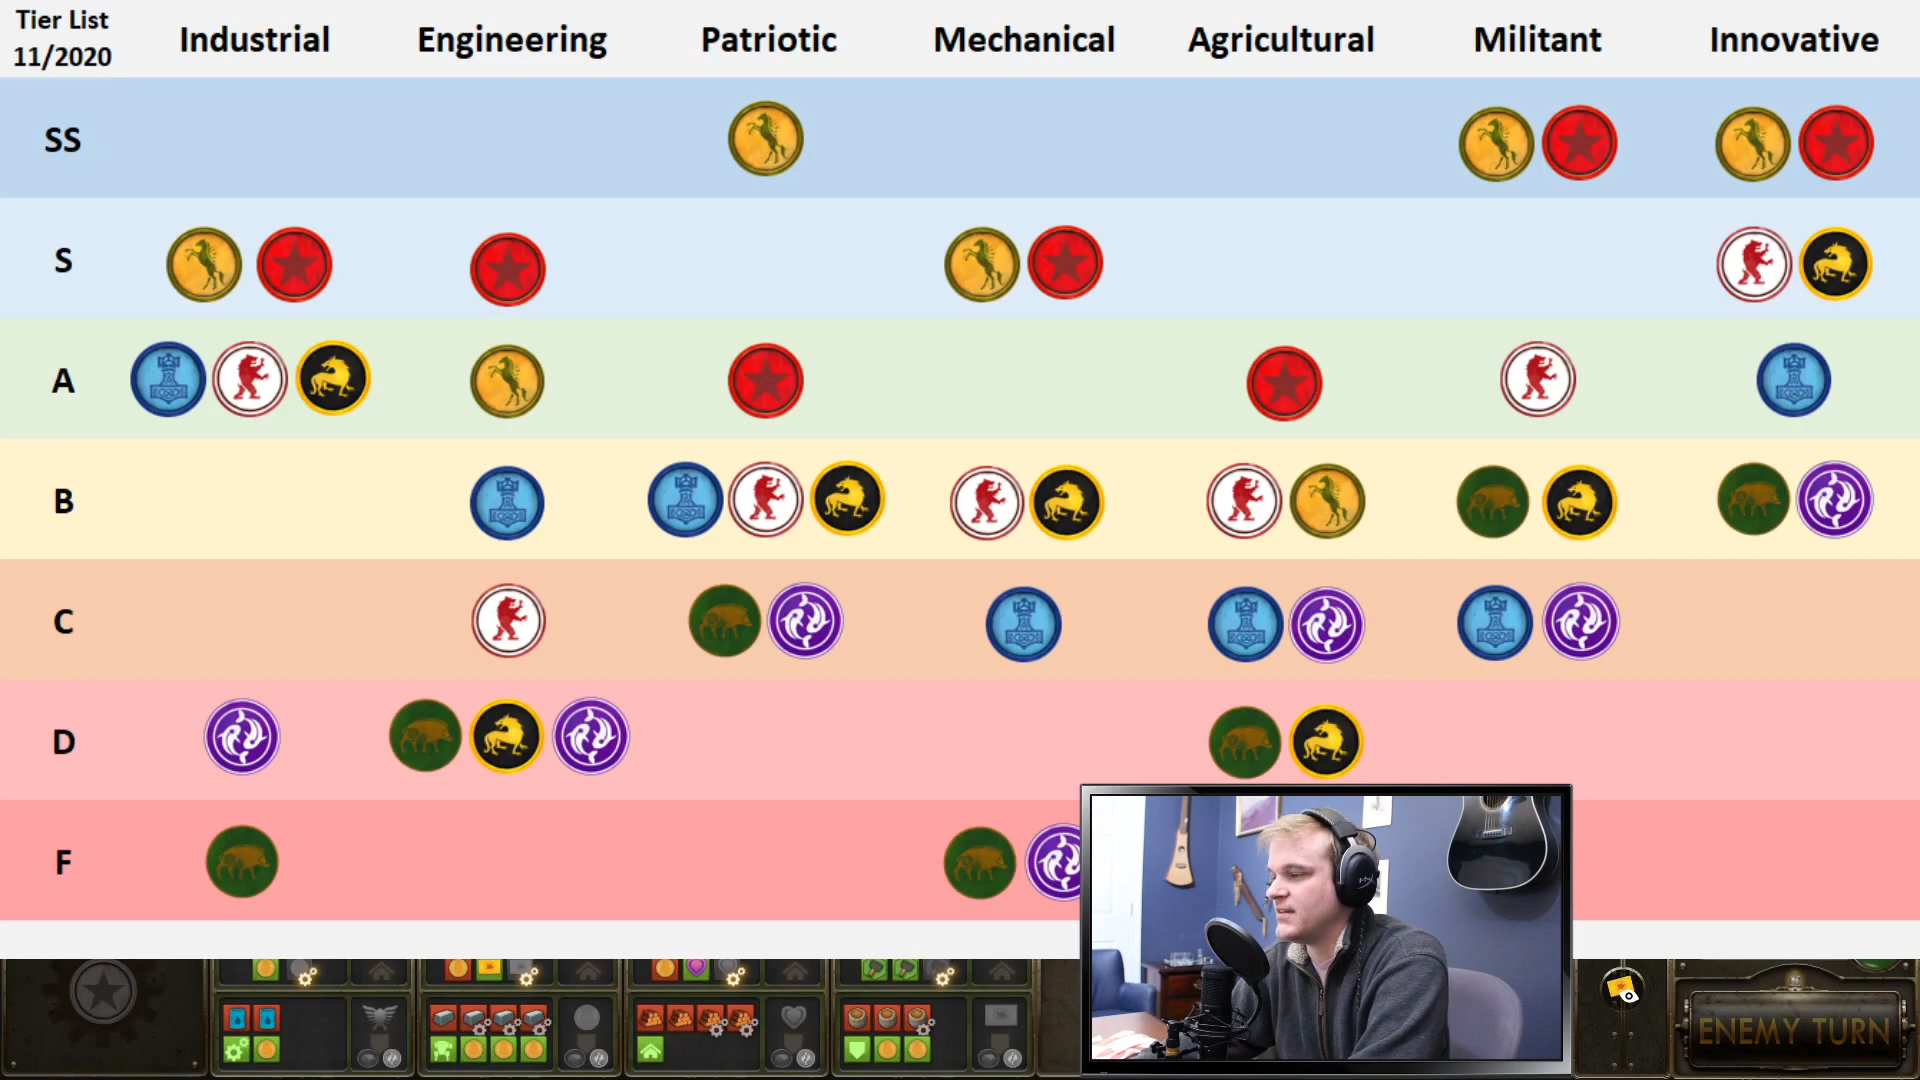 Tier List
11/2020
Industrial
Engineering
Patriotic
Mechanical
Agricultural
Militant
Innovative
SS
S
A
B
C
D
F
ENEMY TURN